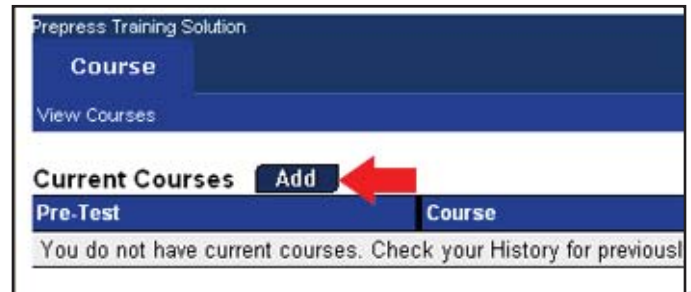 Prepress Training Solution
Course
View Courses
Current Courses Add
Pre-Test Course
You do not have current courses. Check your History for previousl